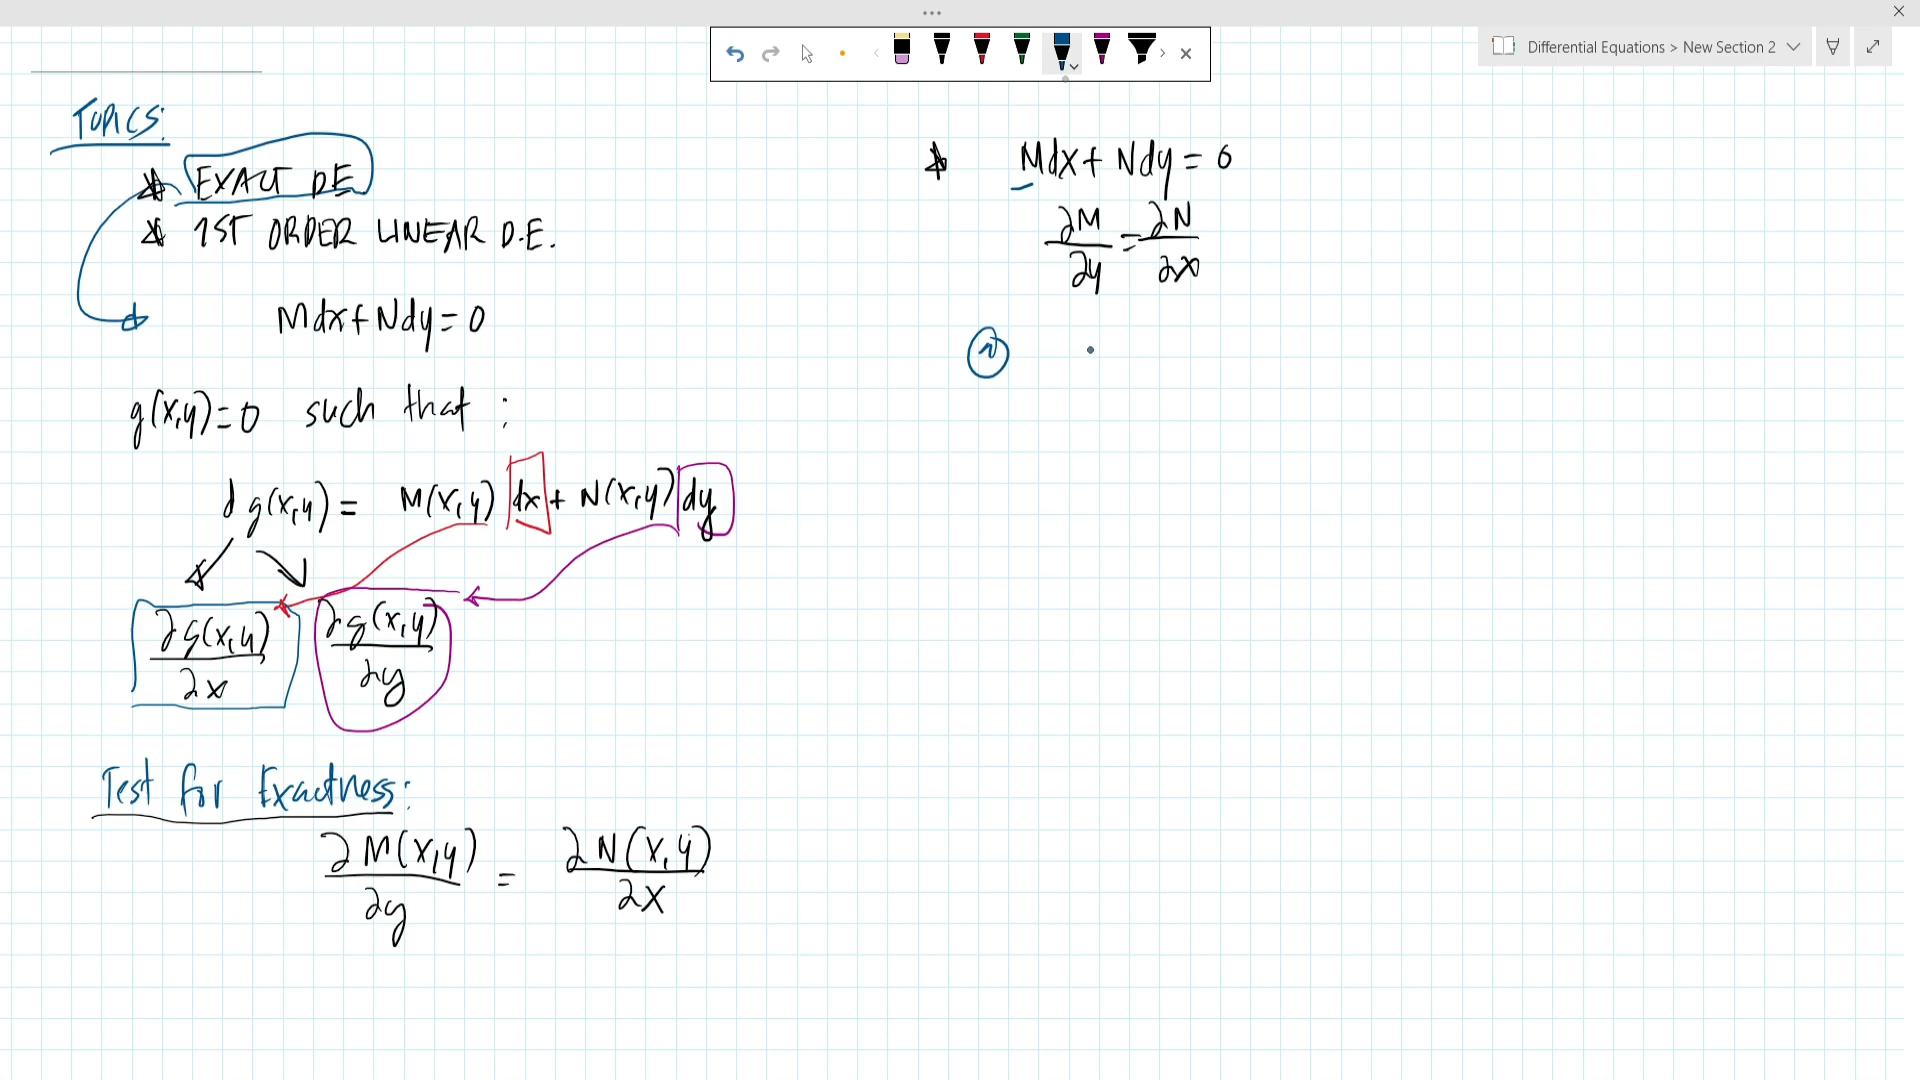 Differential Equations > New Section 2
TOPICS:
EXACT DE
1ST ORDER LINEAR D.E.
Mdx+Ndy=0
g(x,y)=0 such that :
d g(x,y) = M(x,y) dx + N(x,y) dy
∂g(x,y)/∂x ∂g(x,y)/∂y
Test for Exactness:
∂M(x,y)/∂y = ∂N(x,y)/∂x
Mdx+Ndy=0
∂M/∂y = ∂N/∂x